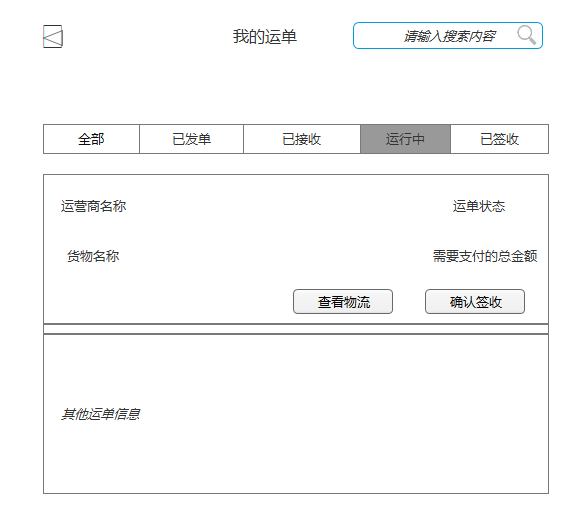 我的运单
请输入搜索内容
全部 已发单 已接收 运行中 已签收
运营商名称 运单状态
货物名称 需要支付的总金额
查看物流 确认签收
其他运单信息